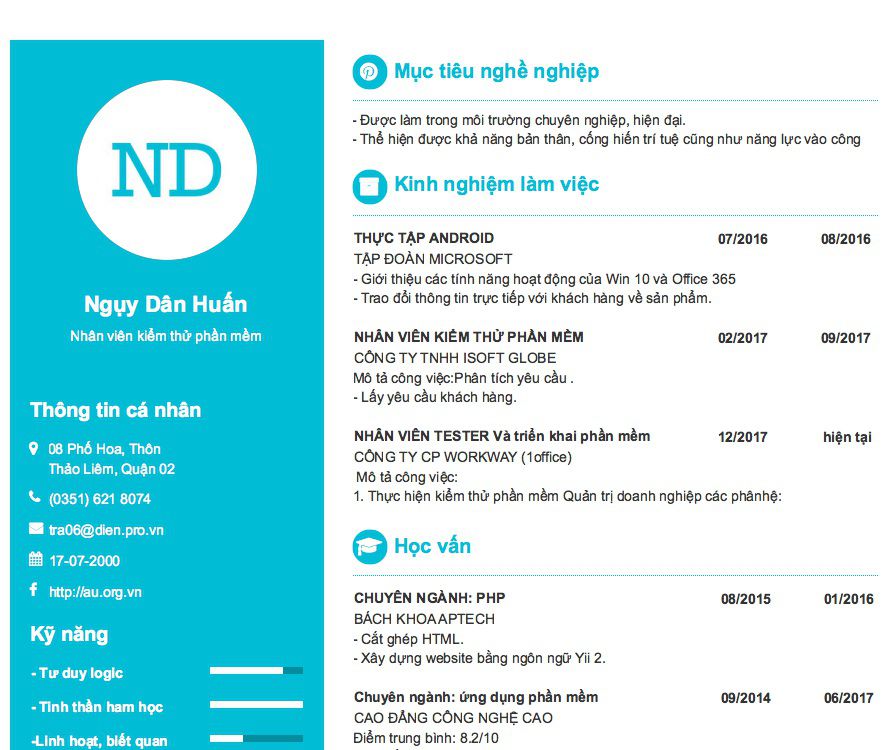 ND
Ngụy Dân Huấn
Nhân viên kiểm thử phần mềm
Thông tin cá nhân
08 Phố Hoa, Thôn
Thảo Liêm, Quận 02
(0351) 621 8074
tra06@dien.pro.vn
17-07-2000
http://au.org.vn
Kỹ năng
- Tư duy logic
- Tinh thần ham học
-Linh hoạt, biết quan
Mục tiêu nghề nghiệp
- Được làm trong môi trường chuyên nghiệp, hiện đại.
- Thể hiện được khả năng bản thân, cống hiến trí tuệ cũng như năng lực vào công
Kinh nghiệm làm việc
THỰC TẬP ANDROID 07/2016 08/2016
TẬP ĐOÀN MICROSOFT
- Giới thiệu các tính năng hoạt động của Win 10 và Office 365
- Trao đổi thông tin trực tiếp với khách hàng về sản phẩm.
NHÂN VIÊN KIỂM THỬ PHẦN MỀM 02/2017 09/2017
CÔNG TY TNHH ISOFT GLOBE
Mô tả công việc:Phân tích yêu cầu .
- Lấy yêu cầu khách hàng.
NHÂN VIÊN TESTER Và triển khai phần mềm 12/2017 hiện tại
CÔNG TY CP WORKWAY (1office)
Mô tả công việc:
1. Thực hiện kiểm thử phần mềm Quản trị doanh nghiệp các phânhệ:
Học vấn
CHUYÊN NGÀNH: PHP 08/2015 01/2016
BÁCH KHOA APTECH
- Cắt ghép HTML.
- Xây dựng website bằng ngôn ngữ Yii 2.
Chuyên ngành: ứng dụng phần mềm 09/2014 06/2017
CAO ĐẲNG CÔNG NGHỆ CAO
Điểm trung bình: 8.2/10